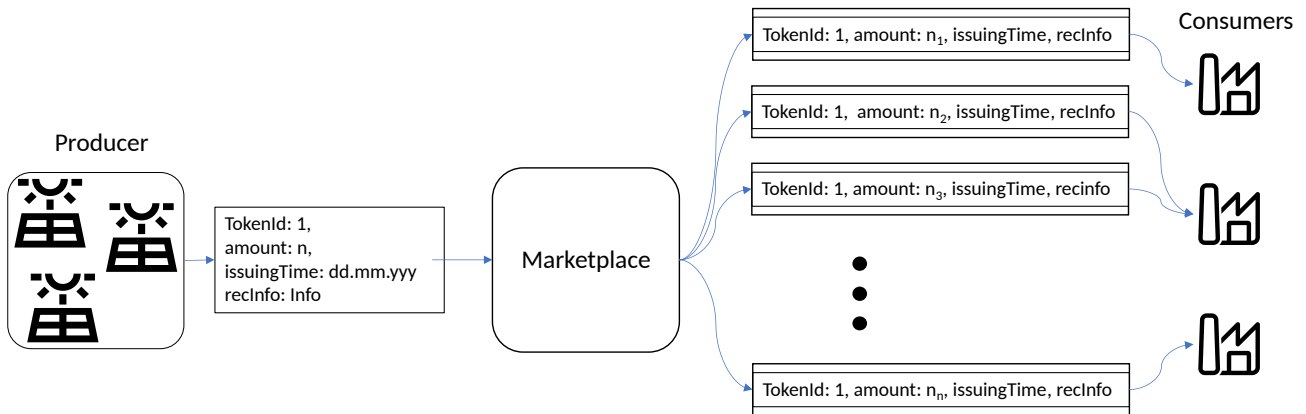 Consumers
TokenId: 1, amount: n₁, issuingTime, recInfo
TokenId: 1, amount: n₂, issuingTime, recInfo
Producer
TokenId: 1, amount: n₃, issuingTime, recinfo
TokenId: 1,
amount: n,
issuingTime: dd.mm.yyy
recInfo: Info
Marketplace
TokenId: 1, amount: nₙ, issuingTime, recInfo